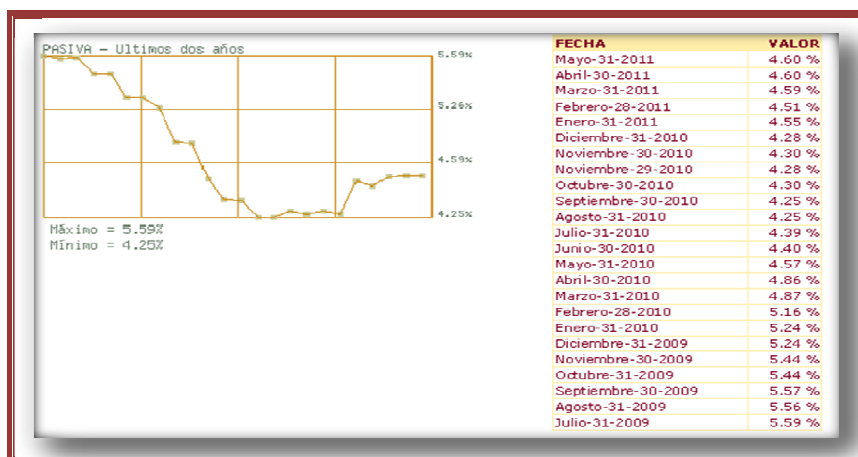 PASIVA - Ultimos dos años
5.59%
5.26%
4.59%
4.25%
Máximo = 5.59%
Mínimo = 4.25%
FECHA VALOR
Mayo-31-2011 4.60 %
Abril-30-2011 4.60 %
Marzo-31-2011 4.59 %
Febrero-28-2011 4.51 %
Enero-31-2011 4.55 %
Diciembre-31-2010 4.28 %
Noviembre-30-2010 4.30 %
Noviembre-29-2010 4.28 %
Octubre-30-2010 4.30 %
Septiembre-30-2010 4.25 %
Agosto-31-2010 4.25 %
Julio-31-2010 4.39 %
Junio-30-2010 4.40 %
Mayo-31-2010 4.57 %
Abril-30-2010 4.86 %
Marzo-31-2010 4.87 %
Febrero-28-2010 5.16 %
Enero-31-2010 5.24 %
Diciembre-31-2009 5.24 %
Noviembre-30-2009 5.44 %
Octubre-31-2009 5.44 %
Septiembre-30-2009 5.57 %
Agosto-31-2009 5.56 %
Julio-31-2009 5.59 %